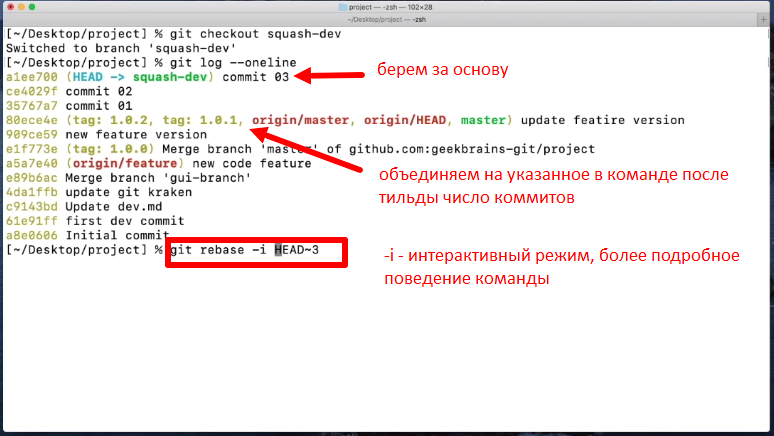 project — -zsh — 102×28
~/Desktop/project — -zsh
[~/Desktop/project] % git checkout squash-dev
Switched to branch 'squash-dev'
[~/Desktop/project] % git log --oneline
a1ee700 (HEAD -> squash-dev) commit 03
берем за основу
ce4029f commit 02
35767a7 commit 01
80ece4e (tag: 1.0.2, tag: 1.0.1, origin/master, origin/HEAD, master) update featire version
909ce59 new feature version
e1f773e (tag: 1.0.0) Merge branch 'master' of github.com:geekbrains-git/project
a5a7e40 (origin/feature) new code feature
объединяем на указанное в команде после
тильды число коммитов
e89b6ac Merge branch 'gui-branch'
4da1ffb update git kraken
c9143bd Update dev.md
61e91ff first dev commit
a8e0606 Initial commit
[~/Desktop/project] % git rebase -i HEAD~3
-i - интерактивный режим, более подробное
поведение команды